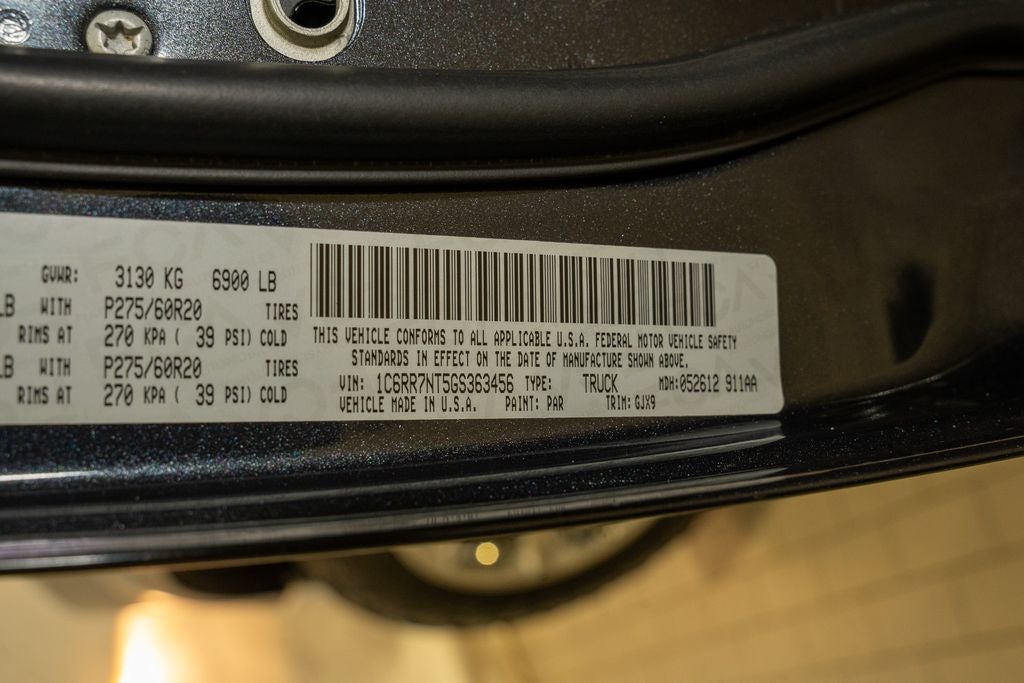 GVWR: 3130 KG 6900 LB
LB WITH P275/60R20 TIRES
RIMS AT 270 KPA ( 39 PSI) COLD
LB WITH P275/60R20 TIRES
RIMS AT 270 KPA ( 39 PSI) COLD
THIS VEHICLE CONFORMS TO ALL APPLICABLE U.S.A. FEDERAL MOTOR VEHICLE SAFETY
STANDARDS IN EFFECT ON THE DATE OF MANUFACTURE SHOWN ABOVE.
VIN: 1C6RR7NT5GS363456 TYPE: TRUCK MDH:052612 911AA
VEHICLE MADE IN U.S.A. PAINT: PAR TRIM: GJX9